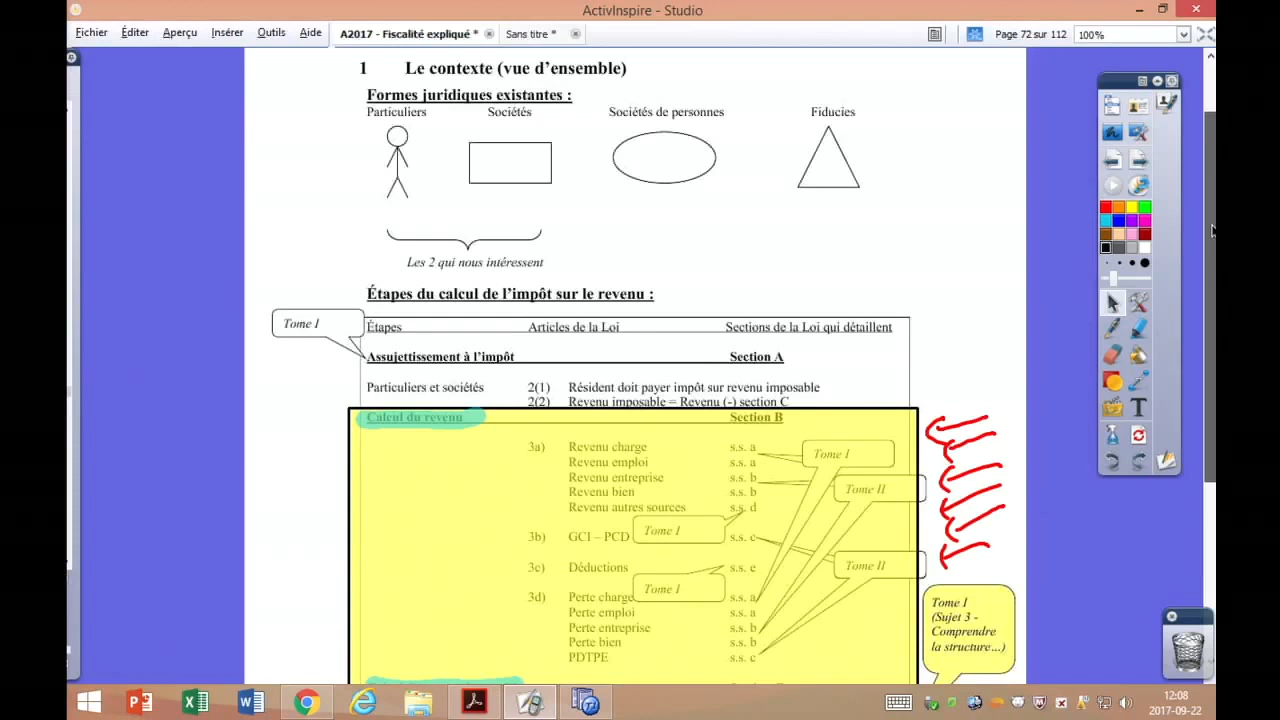 ActivInspire - Studio
Fichier Éditer Aperçu Insérer Outils Aide A2017 - Fiscalité expliqué * Sans titre * Page 72 sur 112 100%
1 Le contexte (vue d'ensemble)
Formes juridiques existantes :
Particuliers Sociétés Sociétés de personnes Fiducies
Les 2 qui nous intéressent
Étapes du calcul de l'impôt sur le revenu :
Tome I
Étapes Articles de la Loi Sections de la Loi qui détaillent
Assujettissement à l'impôt Section A
Particuliers et sociétés 2(1) Résident doit payer impôt sur revenu imposable
2(2) Revenu imposable = Revenu (-) section C
Calcul du revenu Section B
3a) Revenu charge s.s. a
Tome I
Revenu emploi s.s. a
Revenu entreprise s.s. b
Tome II
Revenu bien s.s. b
Revenu autres sources s.s. d
Tome I
3b) GCI – PCD s.s. c
Tome II
3c) Déductions s.s. e
Tome I
3d) Perte charge s.s. a
Perte emploi s.s. a
Perte entreprise s.s. b
Perte bien s.s. b
PDTPE s.s. c
Tome I
(Sujet 3 -
Comprendre
la structure...)
12:08
2017-09-22